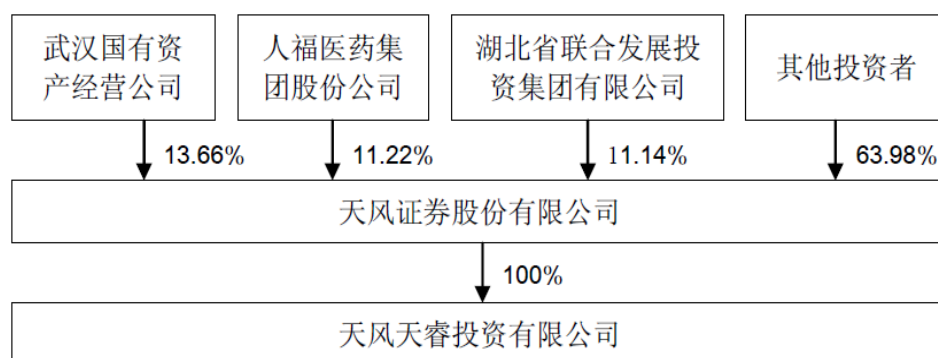 武汉国有资
产经营公司
人福医药集
团股份公司
湖北省联合发展投
资集团有限公司
其他投资者
13.66%
11.22%
11.14%
63.98%
天风证券股份有限公司
100%
天风天睿投资有限公司